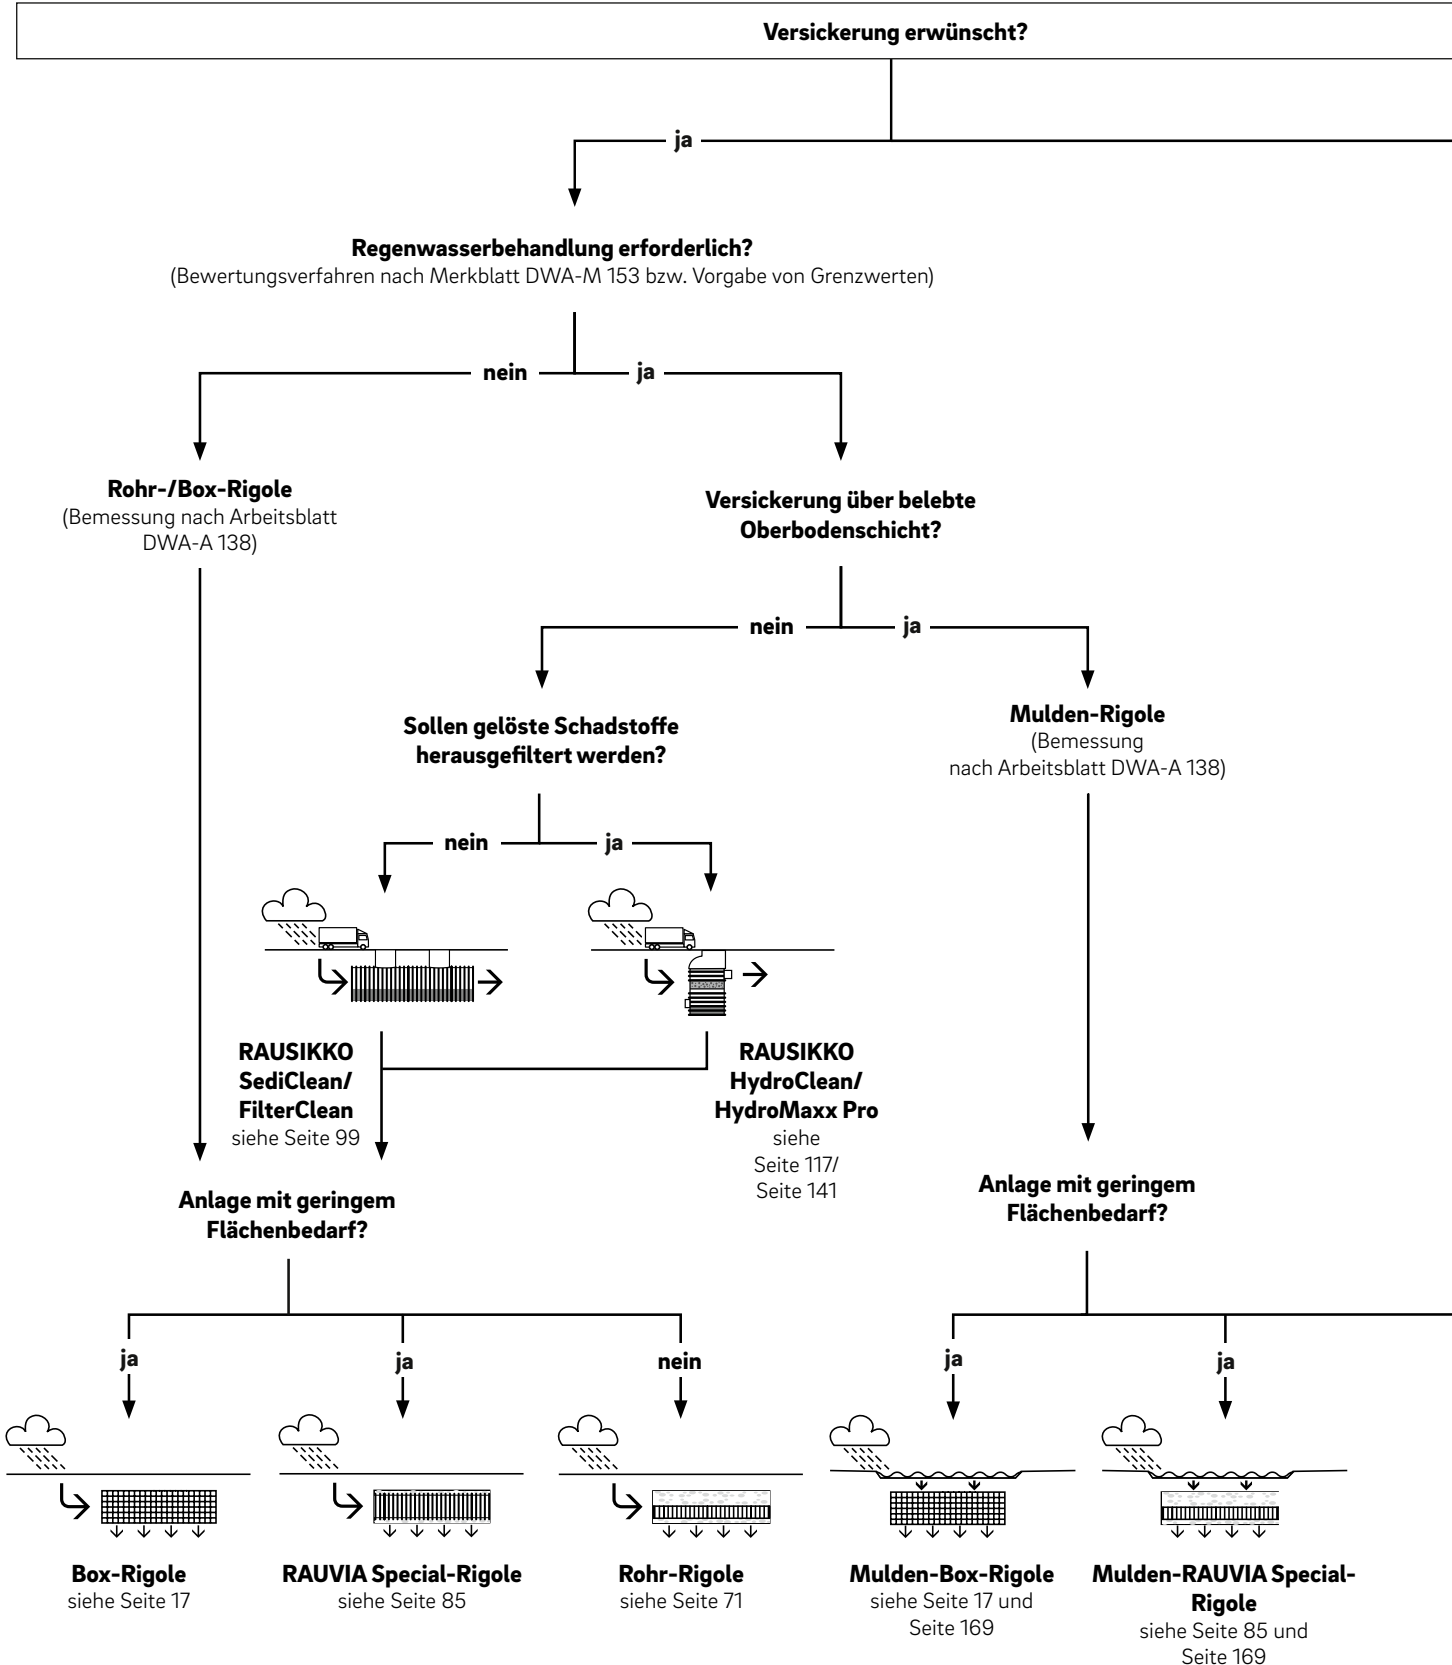 Versickerung erwünscht?
ja
Regenwasserbehandlung erforderlich?
(Bewertungsverfahren nach Merkblatt DWA-M 153 bzw. Vorgabe von Grenzwerten)
nein
ja
Rohr-/Box-Rigole
(Bemessung nach Arbeitsblatt
DWA-A 138)
Versickerung über belebte
Oberbodenschicht?
nein
ja
Sollen gelöste Schadstoffe
herausgefiltert werden?
Mulden-Rigole
(Bemessung
nach Arbeitsblatt DWA-A 138)
nein
ja
RAUSIKKO
SediClean/
FilterClean
siehe Seite 99
RAUSIKKO
HydroClean/
HydroMaxx Pro
siehe
Seite 117/
Seite 141
Anlage mit geringem
Flächenbedarf?
Anlage mit geringem
Flächenbedarf?
ja
ja
nein
ja
ja
Box-Rigole
siehe Seite 17
RAUVIA Special-Rigole
siehe Seite 85
Rohr-Rigole
siehe Seite 71
Mulden-Box-Rigole
siehe Seite 17 und
Seite 169
Mulden-RAUVIA Special-
Rigole
siehe Seite 85 und
Seite 169